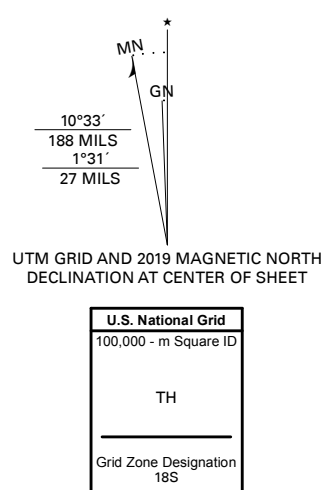 ★
MN
GN
10°33´
188 MILS
1°31´
27 MILS
UTM GRID AND 2019 MAGNETIC NORTH
DECLINATION AT CENTER OF SHEET
U.S. National Grid
100,000 - m Square ID
TH
Grid Zone Designation
18S